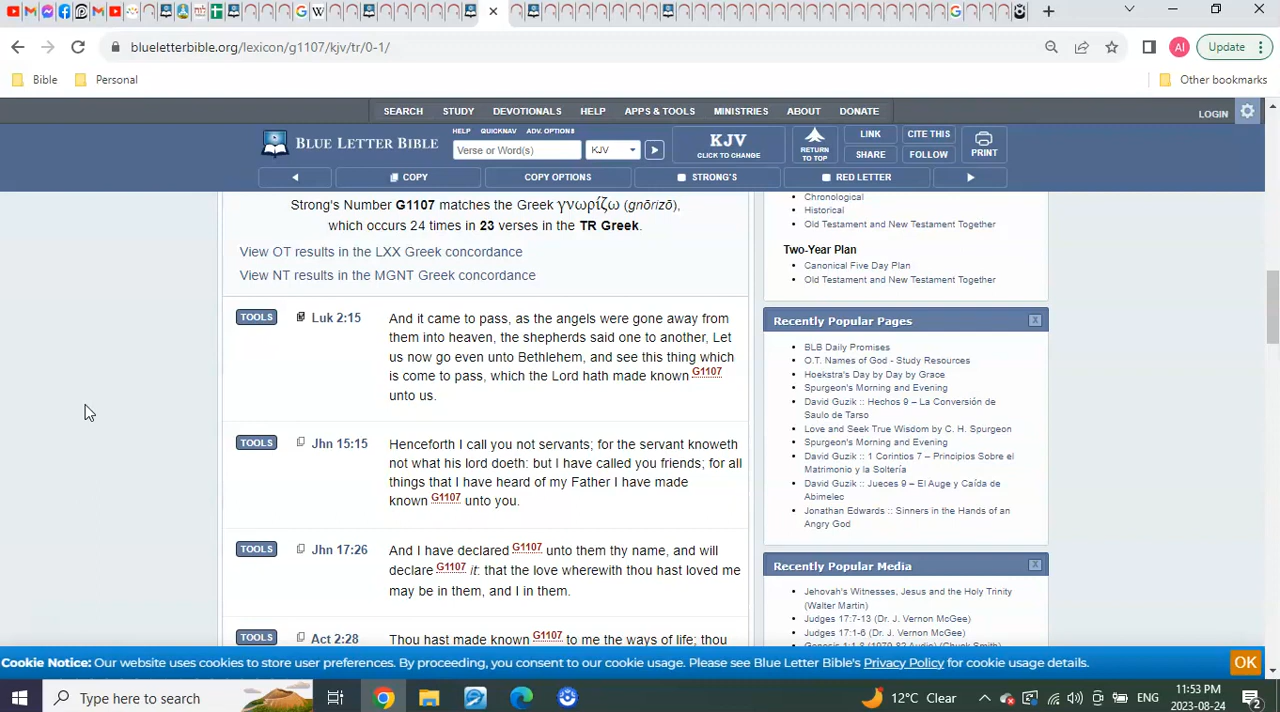 blueletterbible.org/lexicon/g1107/kjv/tr/0-1/
AI
Update
Bible
Personal
Other bookmarks
SEARCH STUDY DEVOTIONALS HELP APPS & TOOLS MINISTRIES ABOUT DONATE
LOGIN
BLUE LETTER BIBLE
HELP QUICKNAV ADV. OPTIONS
Verse or Word(s)
KJV
KJV
CLICK TO CHANGE
RETURN
TO TOP
LINK
CITE THIS
SHARE
FOLLOW
PRINT
COPY
COPY OPTIONS
STRONG'S
RED LETTER
Strong's Number G1107 matches the Greek γνωρίζω (gnōrizō),
which occurs 24 times in 23 verses in the TR Greek.
View OT results in the LXX Greek concordance
View NT results in the MGNT Greek concordance
TOOLS
Luk 2:15
And it came to pass, as the angels were gone away from
them into heaven, the shepherds said one to another, Let
us now go even unto Bethlehem, and see this thing which
is come to pass, which the Lord hath made known G1107
unto us.
TOOLS
Jhn 15:15
Henceforth I call you not servants; for the servant knoweth
not what his lord doeth: but I have called you friends; for all
things that I have heard of my Father I have made
known G1107 unto you.
TOOLS
Jhn 17:26
And I have declared G1107 unto them thy name, and will
declare G1107 it: that the love wherewith thou hast loved me
may be in them, and I in them.
TOOLS
Act 2:28
Thou hast made known G1107 to me the ways of life; thou
Chronological
Historical
Old Testament and New Testament Together
Two-Year Plan
Canonical Five Day Plan
Old Testament and New Testament Together
Recently Popular Pages
X
BLB Daily Promises
O.T. Names of God - Study Resources
Hoekstra's Day by Day by Grace
Spurgeon's Morning and Evening
David Guzik :: Hechos 9 – La Conversión de
Saulo de Tarso
Love and Seek True Wisdom by C. H. Spurgeon
Spurgeon's Morning and Evening
David Guzik :: 1 Corintios 7 – Principios Sobre el
Matrimonio y la Soltería
David Guzik :: Jueces 9 – El Auge y Caída de
Abimelec
Jonathan Edwards :: Sinners in the Hands of an
Angry God
Recently Popular Media
X
Jehovah's Witnesses, Jesus and the Holy Trinity
(Walter Martin)
Judges 17:7-13 (Dr. J. Vernon McGee)
Judges 17:1-6 (Dr. J. Vernon McGee)
Genesis 1:1-8 (1979-82 Audio) (Chuck Smith)
Cookie Notice: Our website uses cookies to store user preferences. By proceeding, you consent to our cookie usage. Please see Blue Letter Bible's Privacy Policy for cookie usage details.
OK
Type here to search
12°C Clear
ENG
11:53 PM
2023-08-24
2